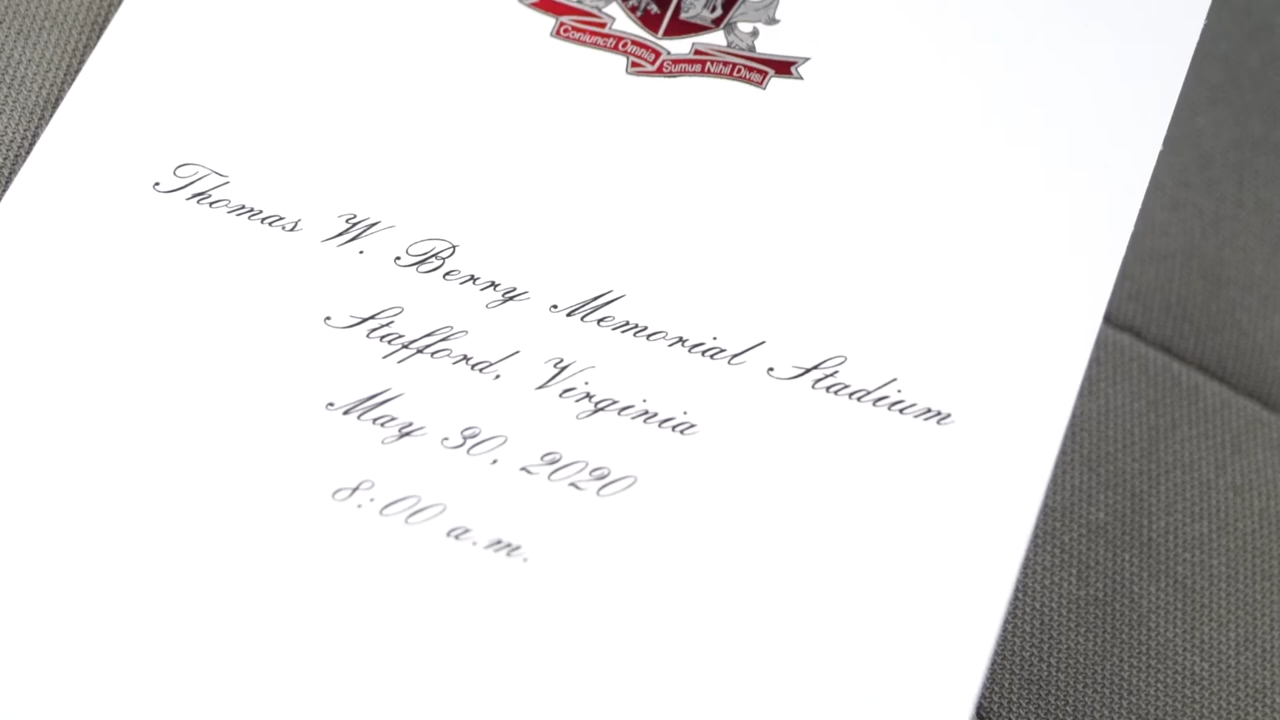 Coniuncti Omnia
Sumus Nihil Divisi
Thomas W. Berry Memorial Stadium
Stafford, Virginia
May 30, 2020
8:00 a.m.